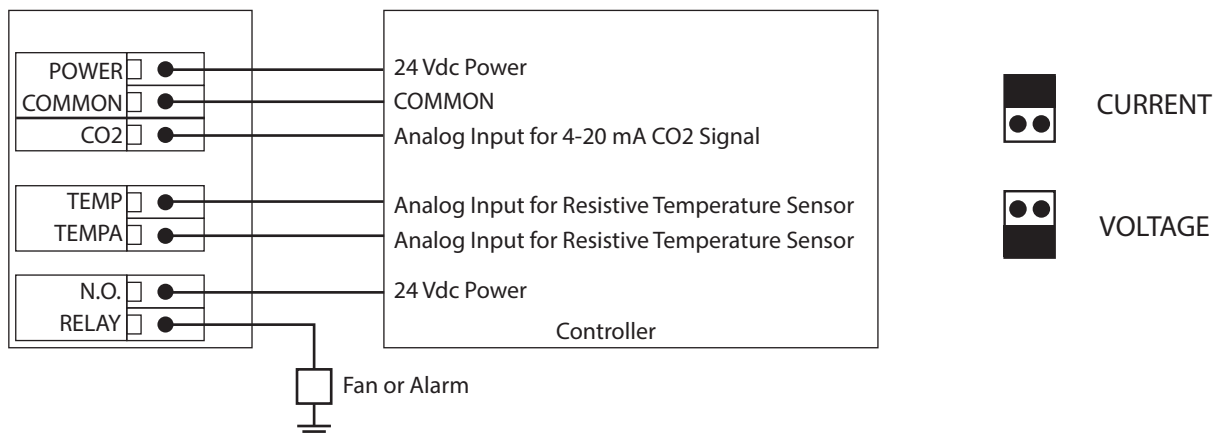 POWER
24 Vdc Power
COMMON
COMMON
CO2
Analog Input for 4-20 mA CO2 Signal
TEMP
Analog Input for Resistive Temperature Sensor
TEMPA
Analog Input for Resistive Temperature Sensor
N.O.
24 Vdc Power
RELAY
Controller
Fan or Alarm
CURRENT
VOLTAGE